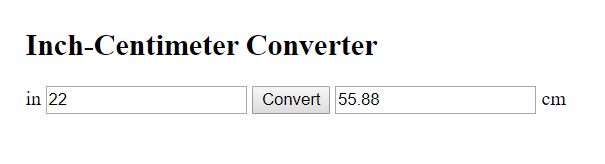 Inch-Centimeter Converter
in 22 Convert 55.88 cm